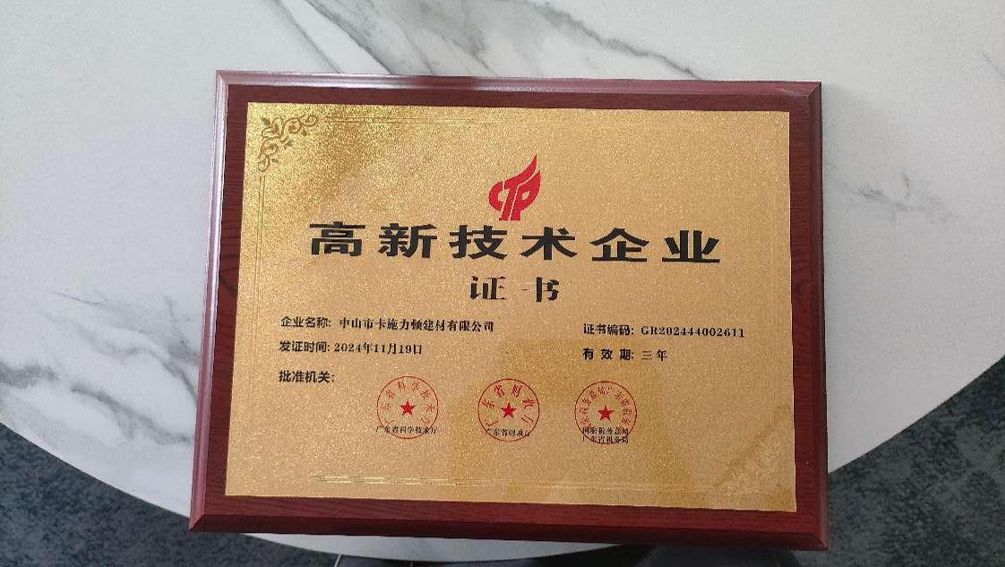 高新技术企业
证书
企业名称: 中山市卡施力顿建材有限公司
证书编码: GR202444002611
发证时间: 2024年11月19日
有效期: 三年
批准机关:
广东省科学技术厅
广东省财政厅
国家税务总局
广东省税务局